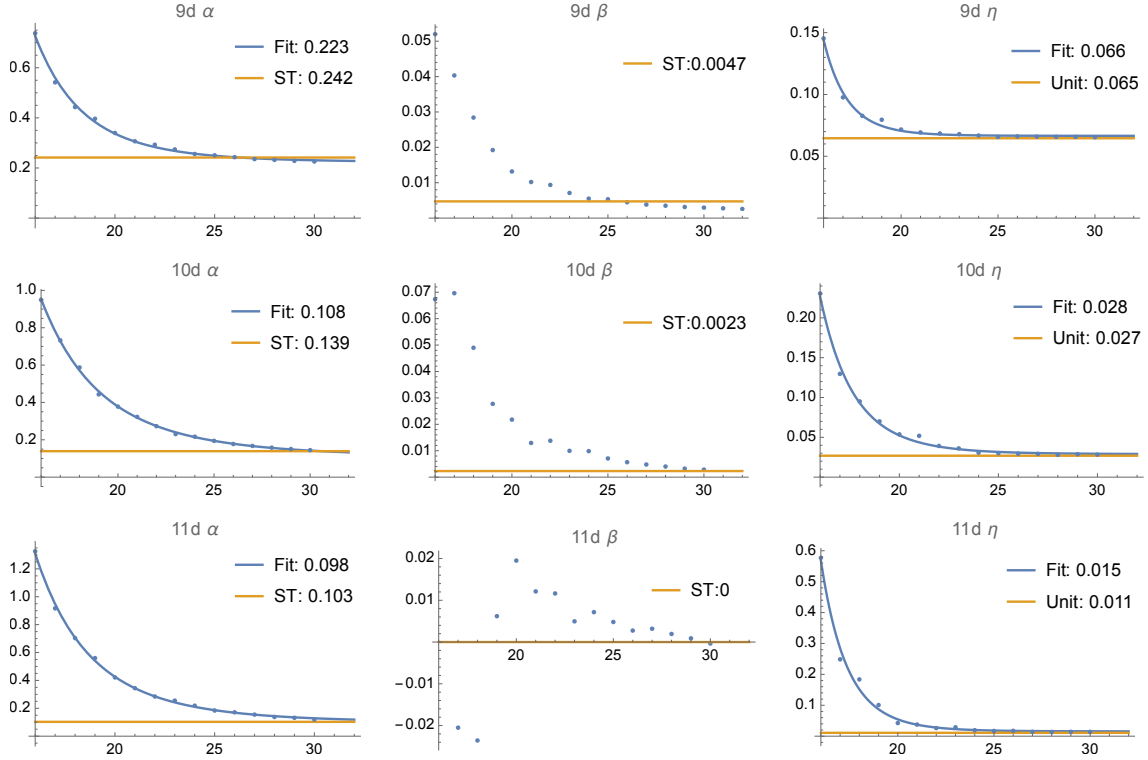 9d α
Fit: 0.223
ST: 0.242
0.6
0.4
0.2
20
25
30
9d β
ST:0.0047
0.05
0.04
0.03
0.02
0.01
20
25
30
9d η
Fit: 0.066
Unit: 0.065
0.15
0.10
0.05
20
25
30
10d α
Fit: 0.108
ST: 0.139
1.0
0.8
0.6
0.4
0.2
20
25
30
10d β
ST:0.0023
0.07
0.06
0.05
0.04
0.03
0.02
0.01
20
25
30
10d η
Fit: 0.028
Unit: 0.027
0.20
0.15
0.10
0.05
20
25
30
11d α
Fit: 0.098
ST: 0.103
1.2
1.0
0.8
0.6
0.4
0.2
20
25
30
11d β
ST:0
0.02
0.01
20
25
30
-0.01
-0.02
11d η
Fit: 0.015
Unit: 0.011
0.6
0.5
0.4
0.3
0.2
0.1
20
25
30